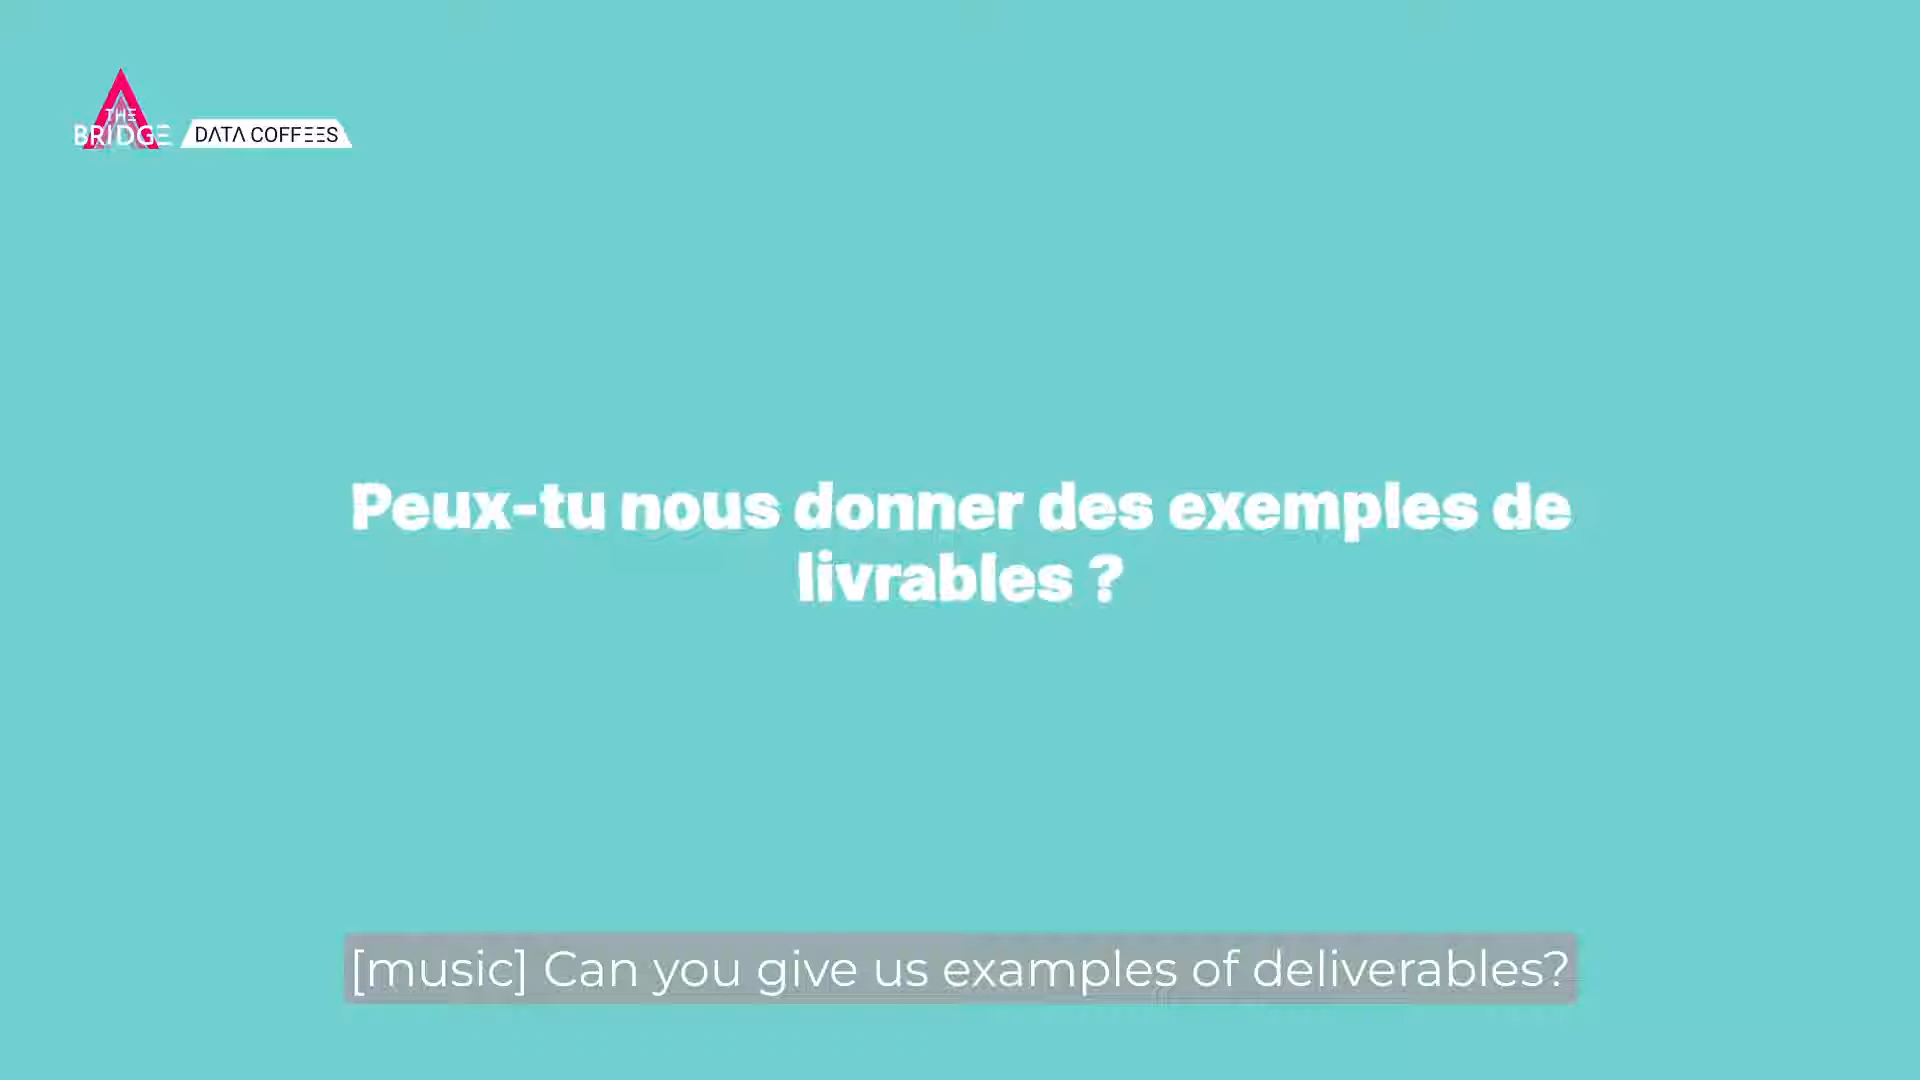 THE
BRIDGE
DATA COFFEES
Peux-tu nous donner des exemples de
livrables ?
[music] Can you give us examples of deliverables?